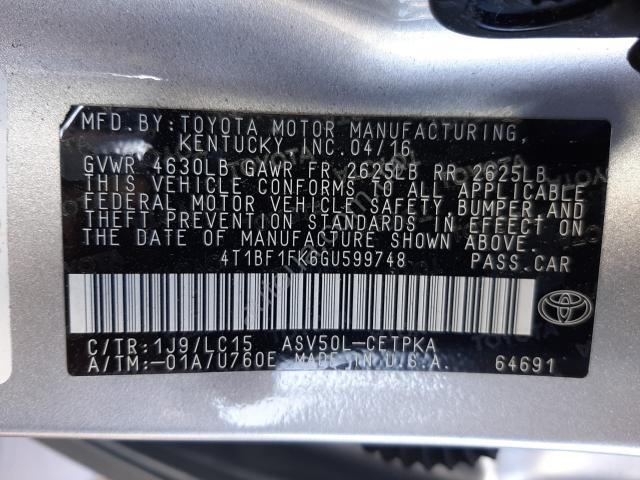 MFD.BY:TOYOTA MOTOR MANUFACTURING,
KENTUCKY, INC. 04/16
GVWR 4630LB GAWR FR 2625LB RR 2625LB
THIS VEHICLE CONFORMS TO ALL APPLICABLE
FEDERAL MOTOR VEHICLE SAFETY, BUMPER AND
THEFT PREVENTION STANDARDS IN EFFECT ON
THE DATE OF MANUFACTURE SHOWN ABOVE.
4T1BF1FK6GU599748 PASS.CAR
C/TR:1J9/LC15 ASV50L-CETPKA
A/TM:-01A/U760E MADE IN U.S.A. 64691